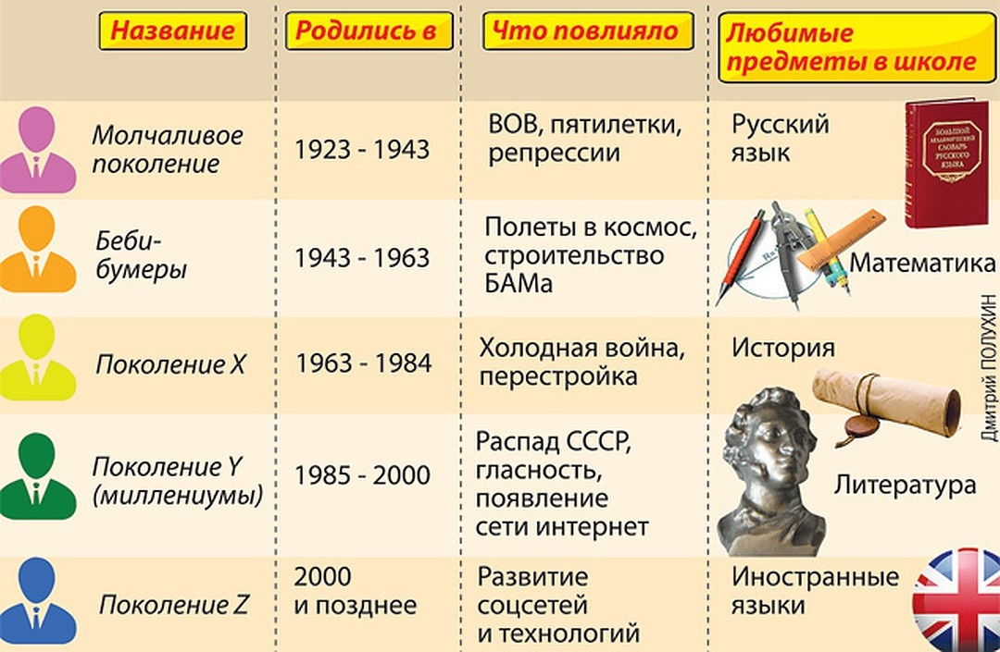 Название
Родились в
Что повлияло
Любимые
предметы в школе
Молчаливое
поколение
1923 - 1943
ВОВ, пятилетки,
репрессии
Русский
язык
БОЛЬШОЙ
АКАДЕМИЧЕСКИЙ
СЛОВАРЬ
РУССКОГО
ЯЗЫКА
Беби-
бумеры
1943 - 1963
Полеты в космос,
строительство
БАМа
Математика
Поколение X
1963 - 1984
Холодная война,
перестройка
История
Поколение Y
(миллениумы)
1985 - 2000
Распад СССР,
гласность,
появление
сети интернет
Литература
Поколение Z
2000
и позднее
Развитие
соцсетей
и технологий
Иностранные
языки
Дмитрий ПОЛУХИН